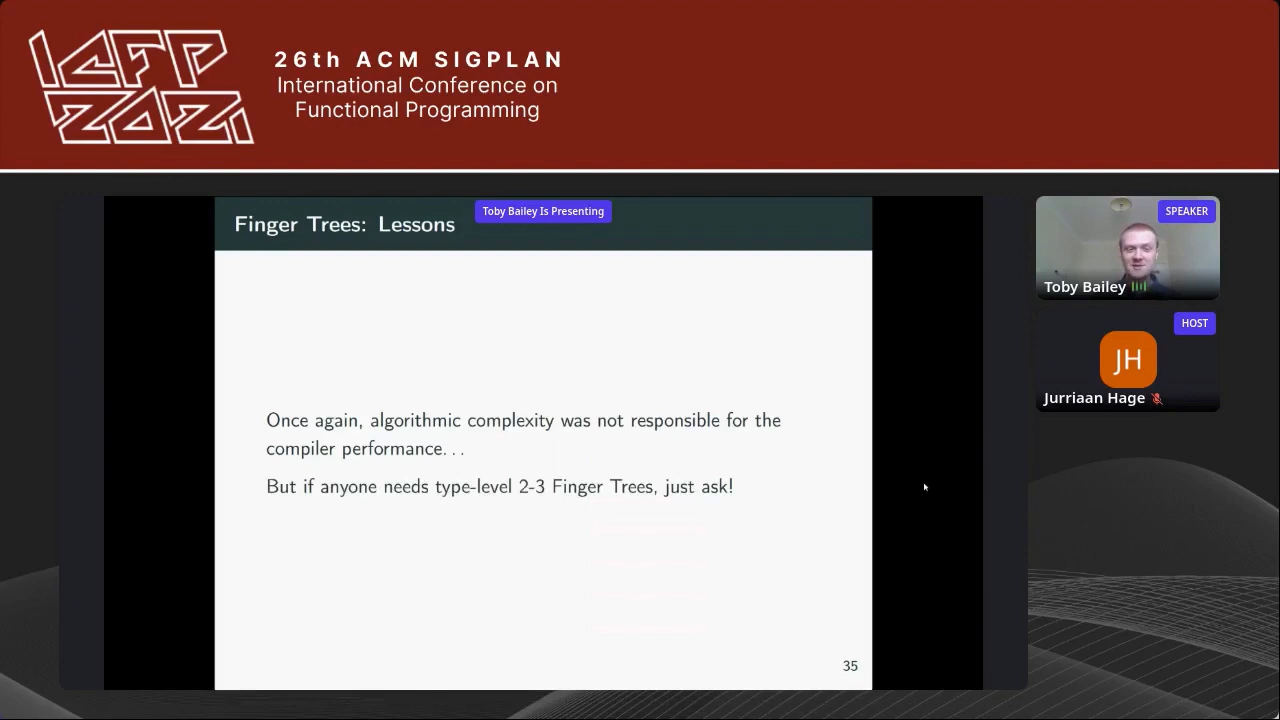 ICFP
2021
26th ACM SIGPLAN
International Conference on
Functional Programming
Finger Trees: Lessons
Toby Bailey Is Presenting
Once again, algorithmic complexity was not responsible for the
compiler performance. . .
But if anyone needs type-level 2-3 Finger Trees, just ask!
35
SPEAKER
Toby Bailey
HOST
JH
Jurriaan Hage